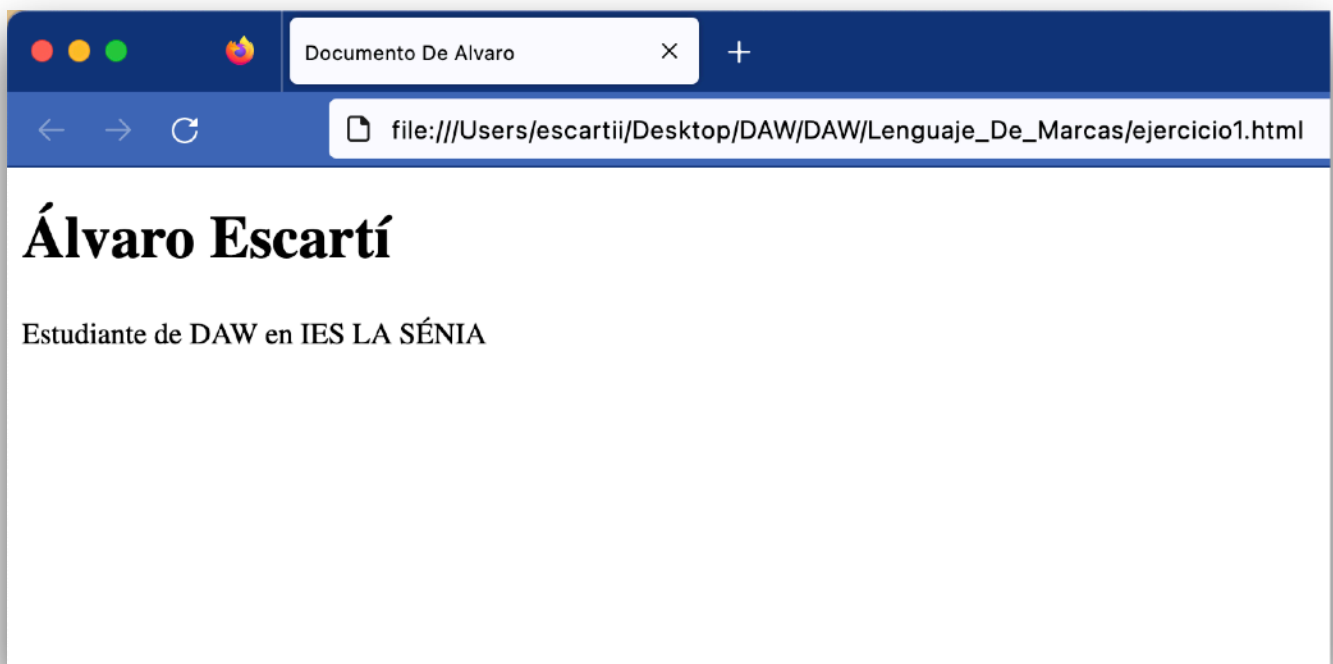 Documento De Alvaro
file:///Users/escartii/Desktop/DAW/DAW/Lenguaje_De_Marcas/ejercicio1.html
Álvaro Escartí
Estudiante de DAW en IES LA SÉNIA